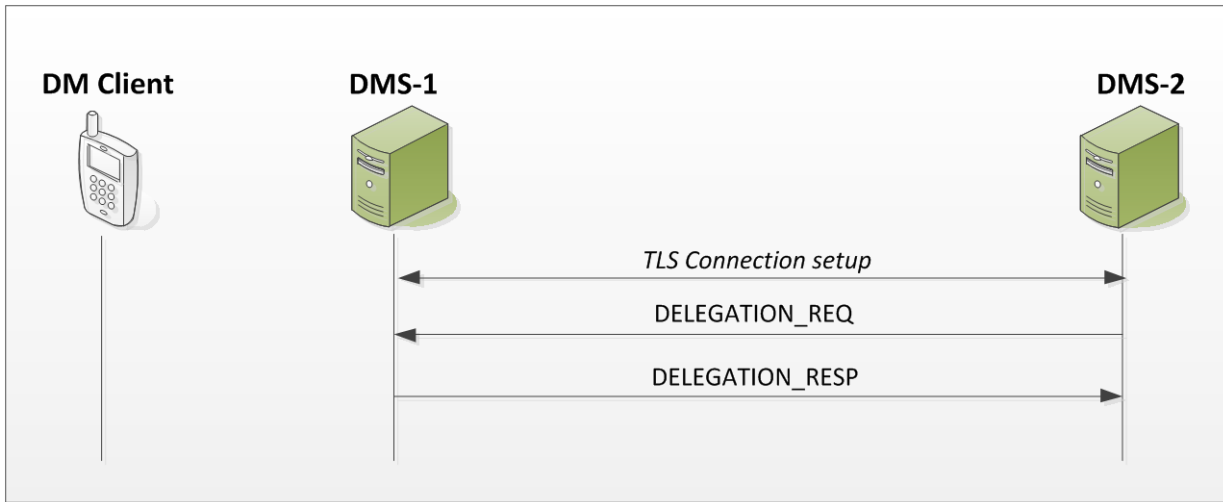 DM Client
DMS-1
DMS-2
TLS Connection setup
DELEGATION_REQ
DELEGATION_RESP